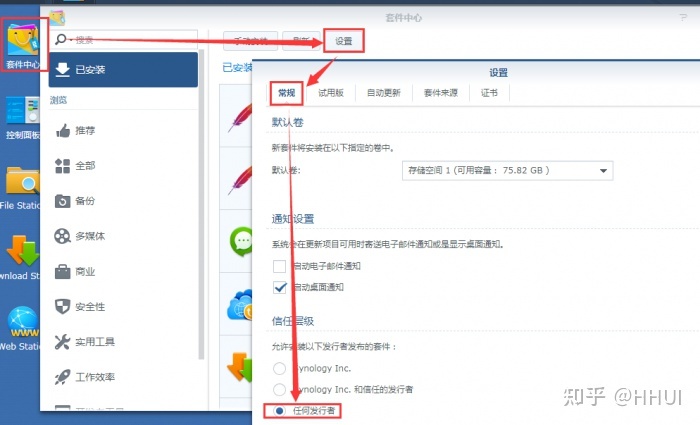 套件中心
套件中心
搜索
手动安装
刷新
设置
已安装
已安装
浏览
推荐
全部
备份
多媒体
商业
安全性
实用工具
工作效率
控制面板
File Station
Web Station
设置
常规
试用版
自动更新
套件来源
证书
默认卷
新套件将安装在以下指定的卷中。
默认卷:
存储空间 1 (可用容量： 75.82 GB )
通知设置
系统会在更新项目可用时寄送电子邮件通知或是显示桌面通知。
启动电子邮件通知
启动桌面通知
信任层级
允许安装以下发行者发布的套件：
Synology Inc.
Synology Inc. 和信任的发行者
任何发行者
知乎 @HHUI